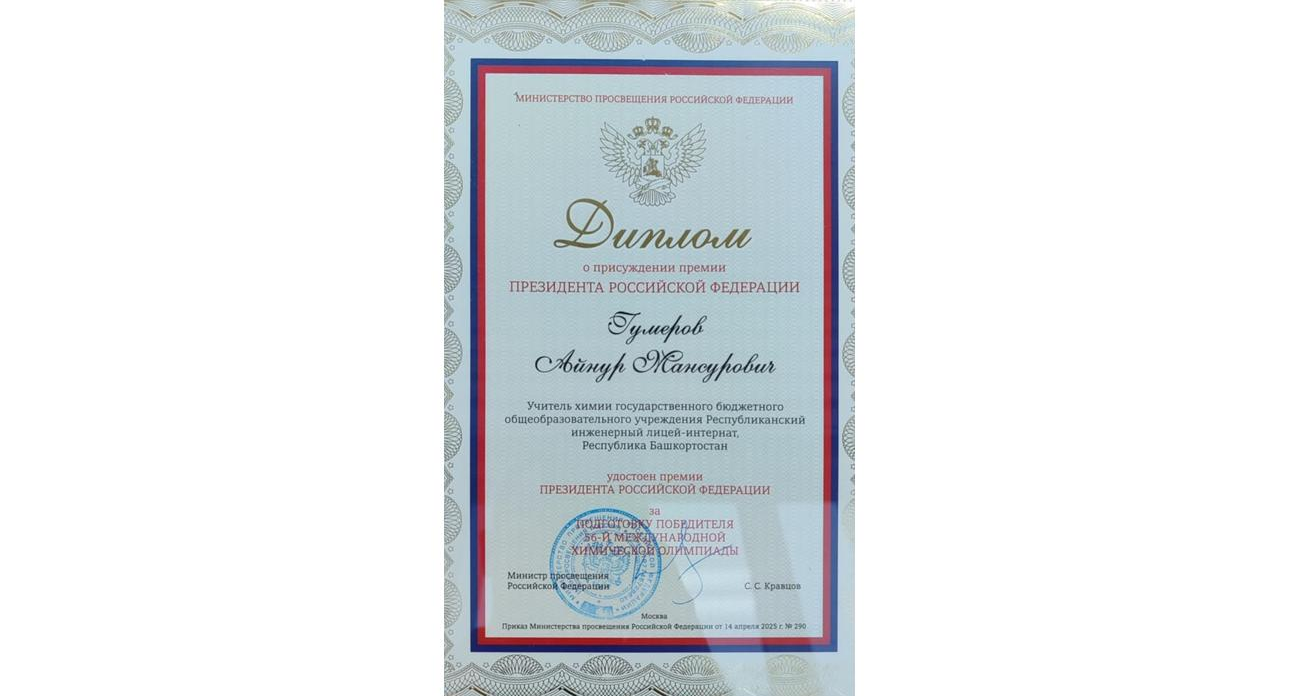 МИНИСТЕРСТВО ПРОСВЕЩЕНИЯ РОССИЙСКОЙ ФЕДЕРАЦИИ
Диплом
о присуждении премии
ПРЕЗИДЕНТА РОССИЙСКОЙ ФЕДЕРАЦИИ
Гумеров
Айнур Мансурович
Учитель химии государственного бюджетного
общеобразовательного учреждения Республиканский
инженерный лицей-интернат,
Республика Башкортостан
удостоен премии
ПРЕЗИДЕНТА РОССИЙСКОЙ ФЕДЕРАЦИИ
за
ПОДГОТОВКУ ПОБЕДИТЕЛЯ
56-Й МЕЖДУНАРОДНОЙ
ХИМИЧЕСКОЙ ОЛИМПИАДЫ
Министр просвещения
Российской Федерации
С. С. Кравцов
Москва
Приказ Министерства просвещения Российской Федерации от 14 апреля 2025 г. № 290